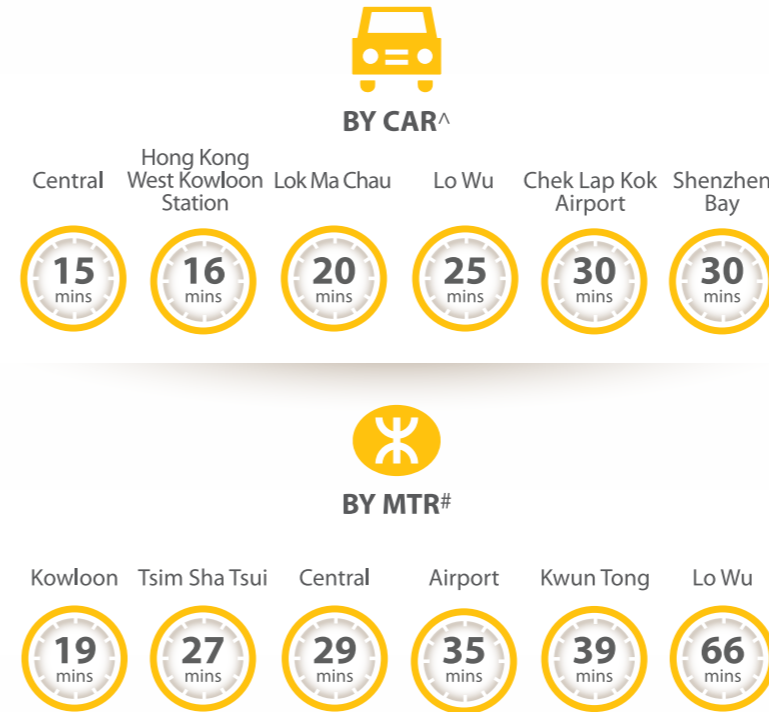 BY CAR^
Central
Hong Kong
West Kowloon
Station
Lok Ma Chau
Lo Wu
Chek Lap Kok
Airport
Shenzhen
Bay
15
mins
16
mins
20
mins
25
mins
30
mins
30
mins
BY MTR#
Kowloon
Tsim Sha Tsui
Central
Airport
Kwun Tong
Lo Wu
19
mins
27
mins
29
mins
35
mins
39
mins
66
mins